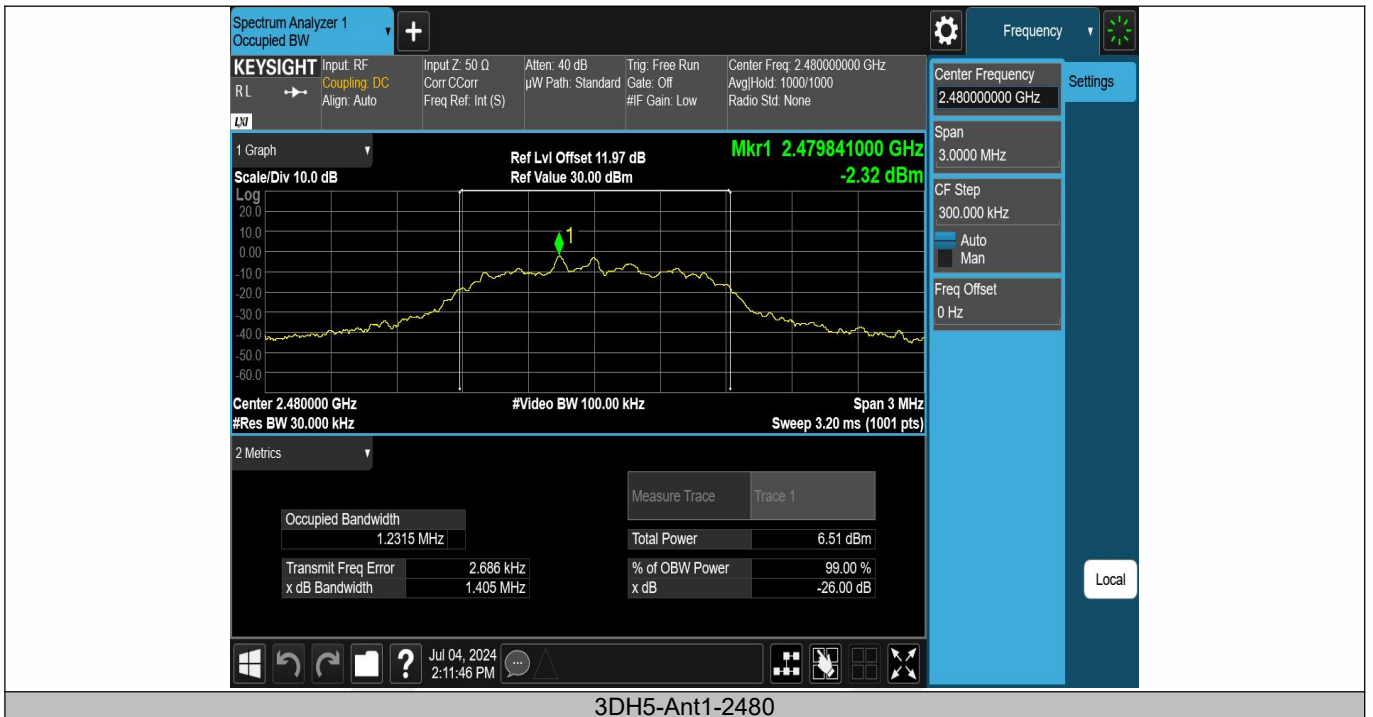 Spectrum Analyzer 1
Occupied BW
Frequency
KEYSIGHT
RL
LXI
Input: RF
Coupling: DC
Align: Auto
Input Z: 50 Ω
Corr CCorr
Freq Ref: Int (S)
Atten: 40 dB
µW Path: Standard
Trig: Free Run
Gate: Off
#IF Gain: Low
Center Freq: 2.480000000 GHz
Avg|Hold: 1000/1000
Radio Std: None
Center Frequency
2.480000000 GHz
Settings
Span
3.0000 MHz
CF Step
300.000 kHz
Auto
Man
Freq Offset
0 Hz
Local
1 Graph
Scale/Div 10.0 dB
Ref Lvl Offset 11.97 dB
Ref Value 30.00 dBm
Mkr1 2.479841000 GHz
-2.32 dBm
Log
20.0
10.0
0.00
-10.0
-20.0
-30.0
-40.0
-50.0
-60.0
1
Center 2.480000 GHz
#Res BW 30.000 kHz
#Video BW 100.00 kHz
Span 3 MHz
Sweep 3.20 ms (1001 pts)
2 Metrics
Measure Trace Trace 1
Occupied Bandwidth
1.2315 MHz
Total Power 6.51 dBm
Transmit Freq Error 2.686 kHz
% of OBW Power 99.00 %
x dB Bandwidth 1.405 MHz
x dB -26.00 dB
?
Jul 04, 2024
2:11:46 PM
3DH5-Ant1-2480